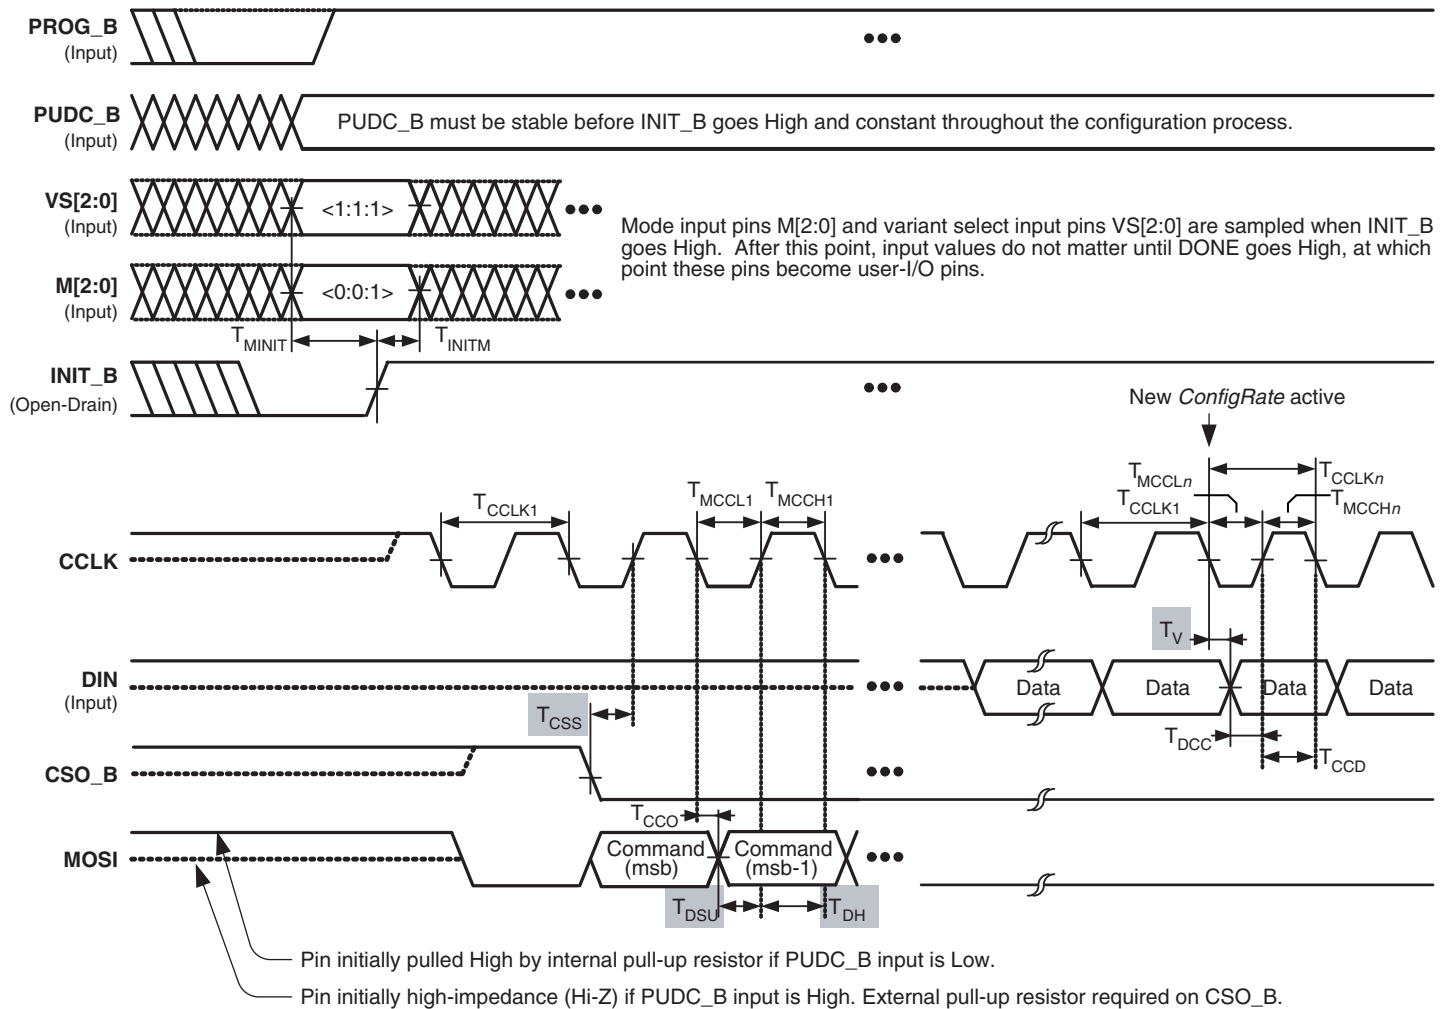 PROG_B
(Input)
PUDC_B
(Input)
PUDC_B must be stable before INIT_B goes High and constant throughout the configuration process.
VS[2:0]
(Input)
<1:1:1>
Mode input pins M[2:0] and variant select input pins VS[2:0] are sampled when INIT_B
goes High. After this point, input values do not matter until DONE goes High, at which
point these pins become user-I/O pins.
M[2:0]
(Input)
<0:0:1>
TMINIT
TINITM
INIT_B
(Open-Drain)
New ConfigRate active
TMCCLn
TCCLKn
TCCLK1
TMCCL1
TMCCH1
TCCLK1
TMCCHn
CCLK
TV
DIN
(Input)
Data
Data
Data
Data
TCSS
TDCC
TCCD
CSO_B
TCCO
MOSI
Command
(msb)
Command
(msb-1)
TDSU
TDH
Pin initially pulled High by internal pull-up resistor if PUDC_B input is Low.
Pin initially high-impedance (Hi-Z) if PUDC_B input is High. External pull-up resistor required on CSO_B.